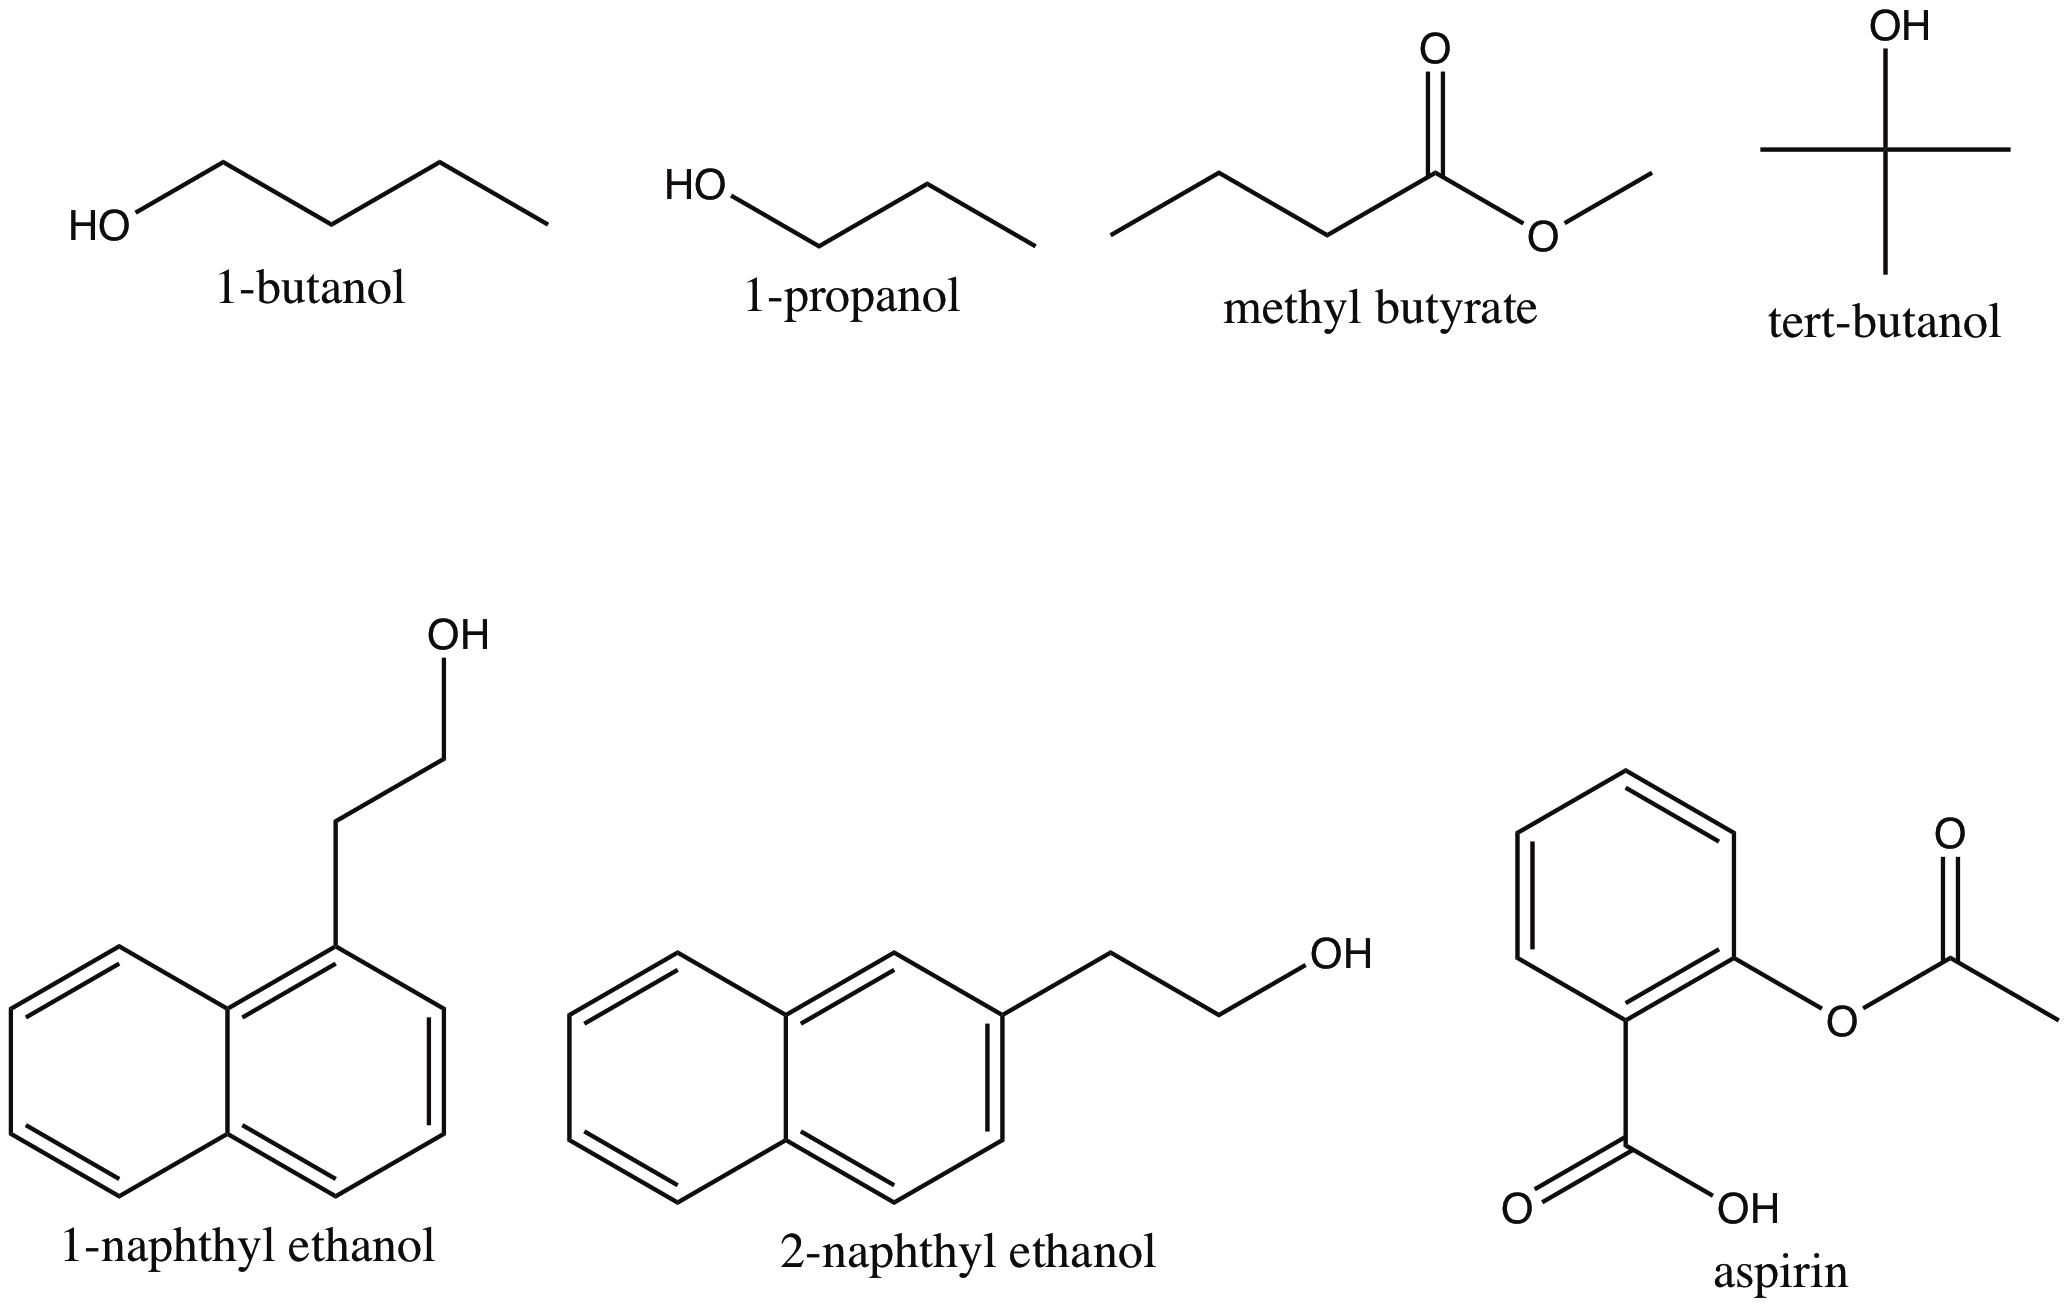 OH
O
HO
HO
O
1-butanol
1-propanol
methyl butyrate
tert-butanol
OH
O
OH
O
O
OH
1-naphthyl ethanol
2-naphthyl ethanol
aspirin